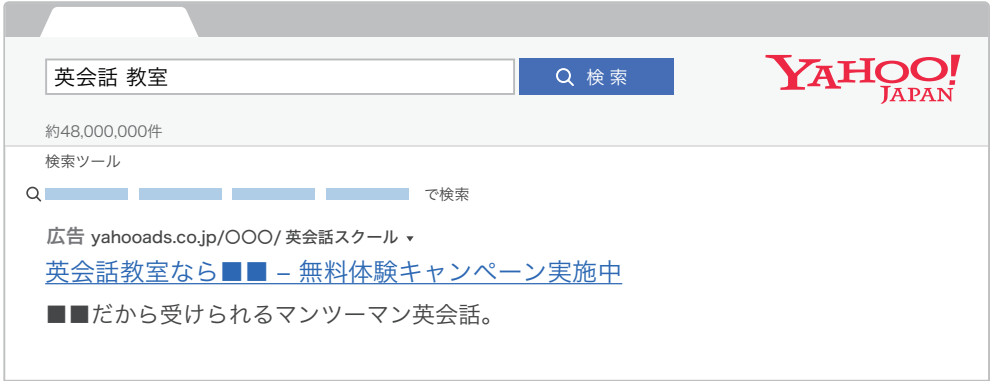 英会話 教室
検索
YAHOO!
JAPAN
約48,000,000件
検索ツール
で検索
広告 yahooads.co.jp/〇〇〇/ 英会話スクール ▼
英会話教室なら■■ – 無料体験キャンペーン実施中
■■だから受けられるマンツーマン英会話。